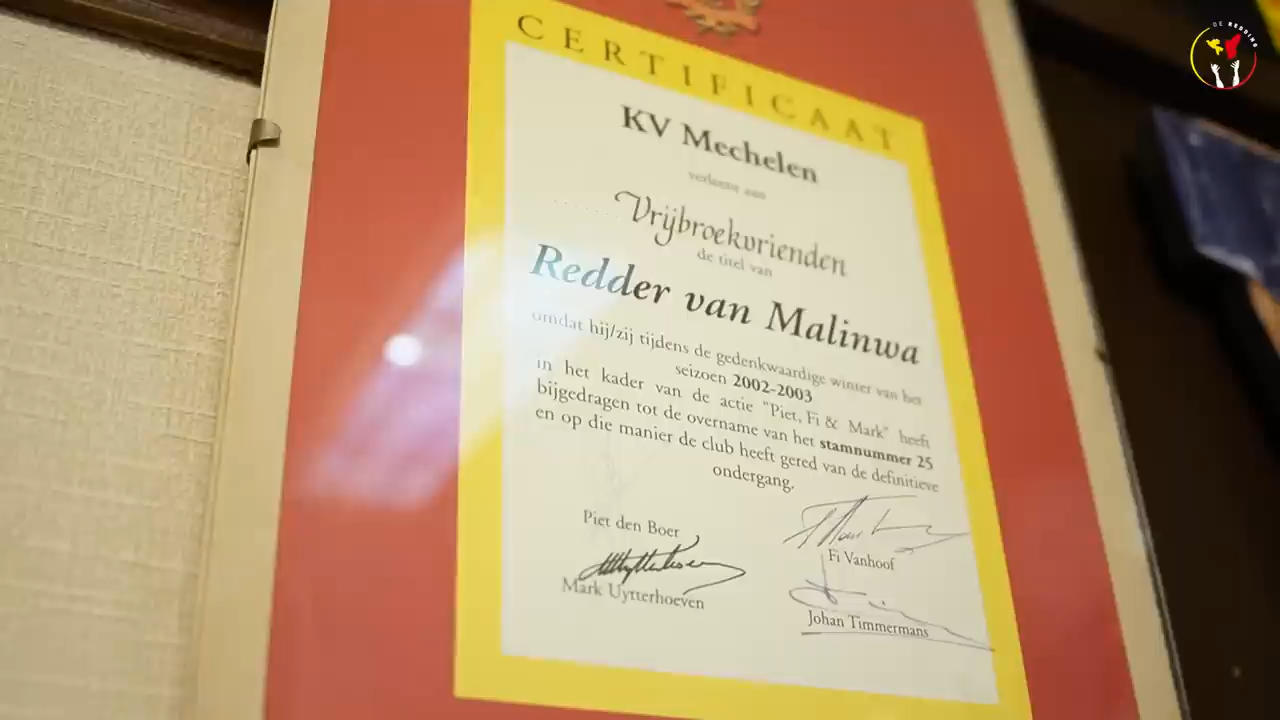 DE REDDING
CERTIFICAAT
KV Mechelen
verleent aan
Vrijbroekvrienden
de titel van
Redder van Malinwa
omdat hij/zij tijdens de gedenkwaardige winter van het
seizoen 2002-2003
in het kader van de actie "Piet, Fi & Mark" heeft
bijgedragen tot de overname van het stamnummer 25
en op die manier de club heeft gered van de definitieve
ondergang.
Piet den Boer
Fi Vanhoof
Mark Uytterhoeven
Johan Timmermans